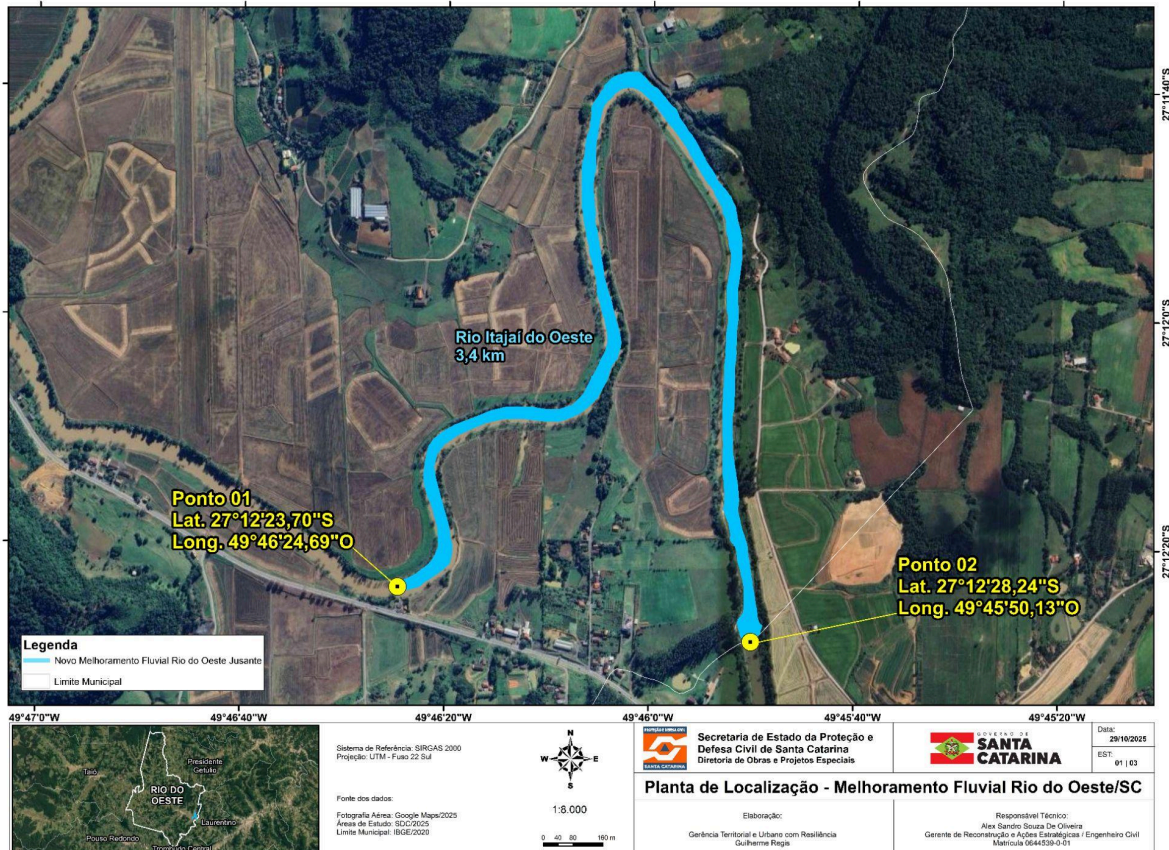 27°11'40"S
27°12'0"S
27°12'20"S
Rio Itajaí do Oeste
3,4 km
Ponto 01
Lat. 27°12'23,70"S
Long. 49°46'24,69"O
Ponto 02
Lat. 27°12'28,24"S
Long. 49°45'50,13"O
Legenda
Novo Melhoramento Fluvial Rio do Oeste Jusante
Limite Municipal
49°47'0"W
49°46'40"W
49°46'20"W
49°46'0"W
49°45'40"W
49°45'20"W
Taió
Presidente
Getulio
RIO DO
OESTE
Laurentino
Pouso Redondo
Trombudo Central
Sistema de Referência: SIRGAS 2000
Projeção: UTM - Fuso 22 Sul
Fonte dos dados:
Fotografia Aérea: Google Maps/2025
Áreas de Estudo: SDC/2025
Limite Municipal: IBGE/2020
N
W
E
S
1:8.000
0 40 80 160 m
SANTA CATARINA
Secretaria de Estado da Proteção e
Defesa Civil de Santa Catarina
Diretoria de Obras e Projetos Especiais
GOVERNO DE
SANTA
CATARINA
Data:
29/10/2025
EST:
01 | 03
Planta de Localização - Melhoramento Fluvial Rio do Oeste/SC
Elaboração:
Gerência Territorial e Urbano com Resiliência
Guilherme Regis
Responsável Técnico:
Alex Sandro Souza De Oliveira
Gerente de Reconstrução e Ações Estratégicas / Engenheiro Civil
Matrícula 0644539-0-01